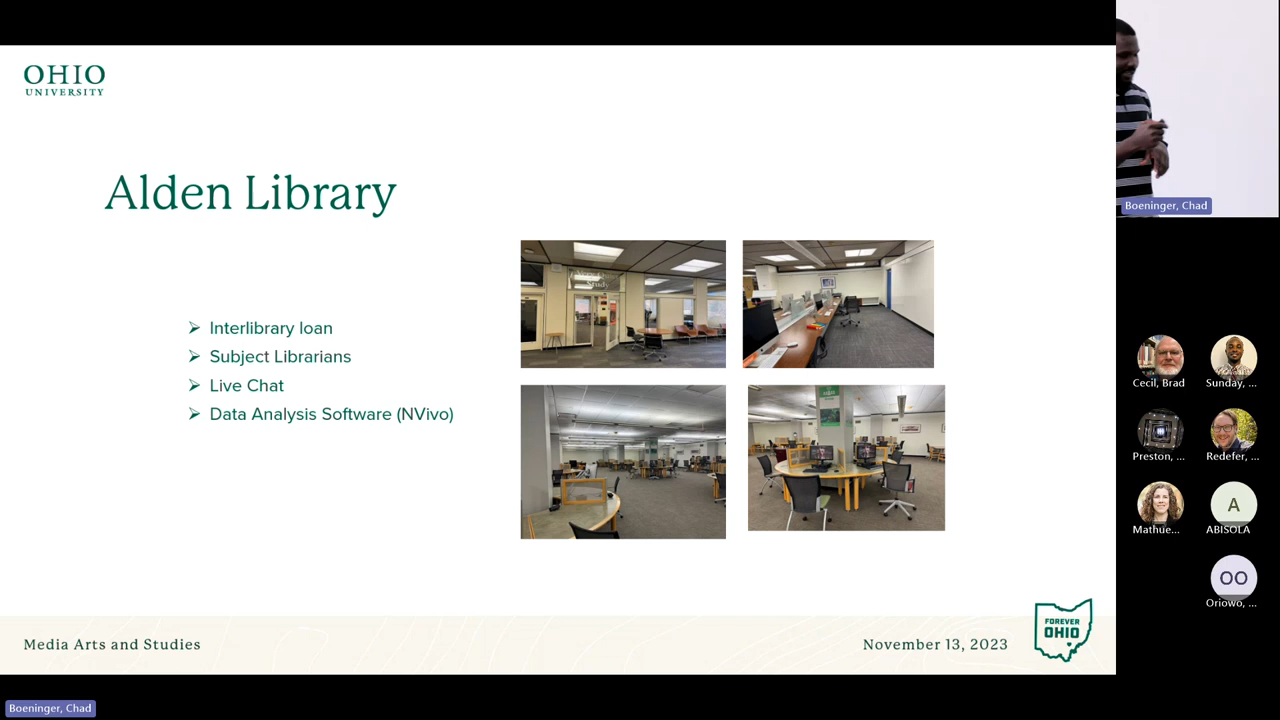 OHIO
UNIVERSITY
Alden Library
➢ Interlibrary loan
➢ Subject Librarians
➢ Live Chat
➢ Data Analysis Software (NVivo)
Study
Media Arts and Studies
November 13, 2023
FOREVER
OHIO
Boeninger, Chad
Cecil, Brad
Sunday, ...
Preston, ...
Redefer, ...
Mathue...
A
ABISOLA
OO
Oriowo, ...
Boeninger, Chad